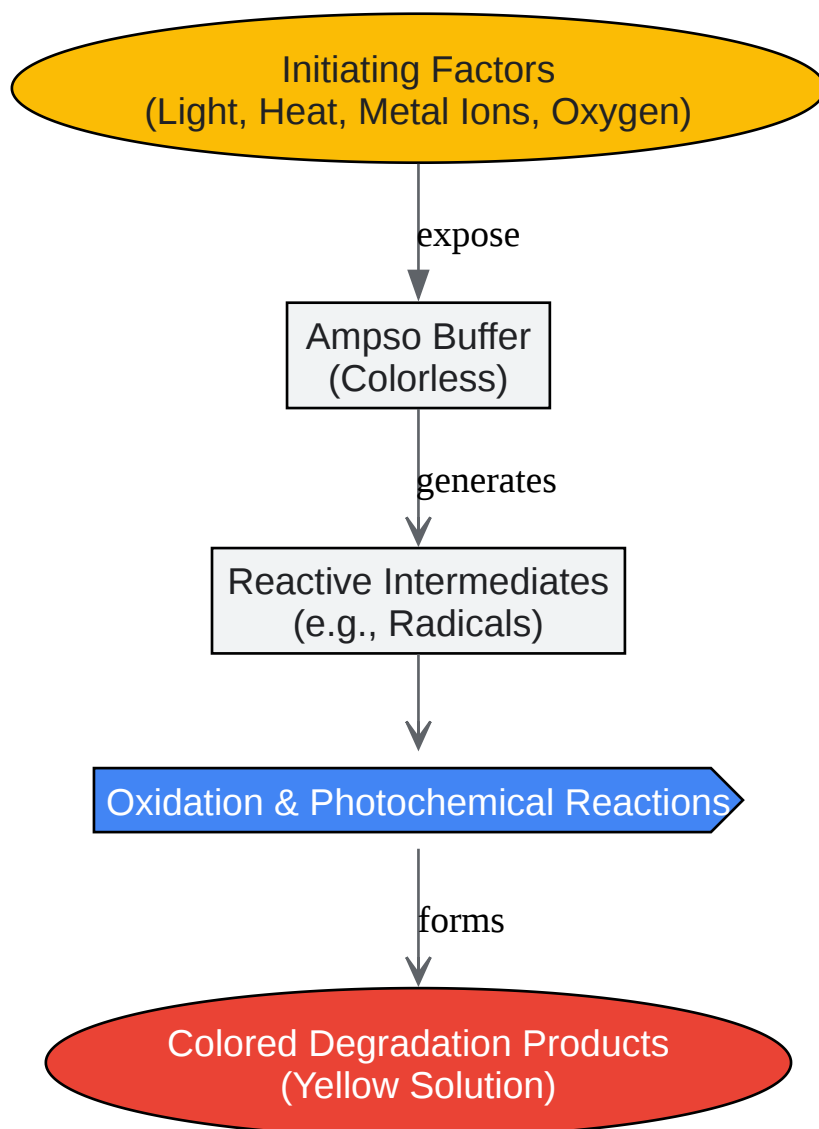 Initiating Factors
(Light, Heat, Metal Ions, Oxygen)
expose
Ampso Buffer
(Colorless)
generates
Reactive Intermediates
(e.g., Radicals)
Oxidation & Photochemical Reactions
forms
Colored Degradation Products
(Yellow Solution)